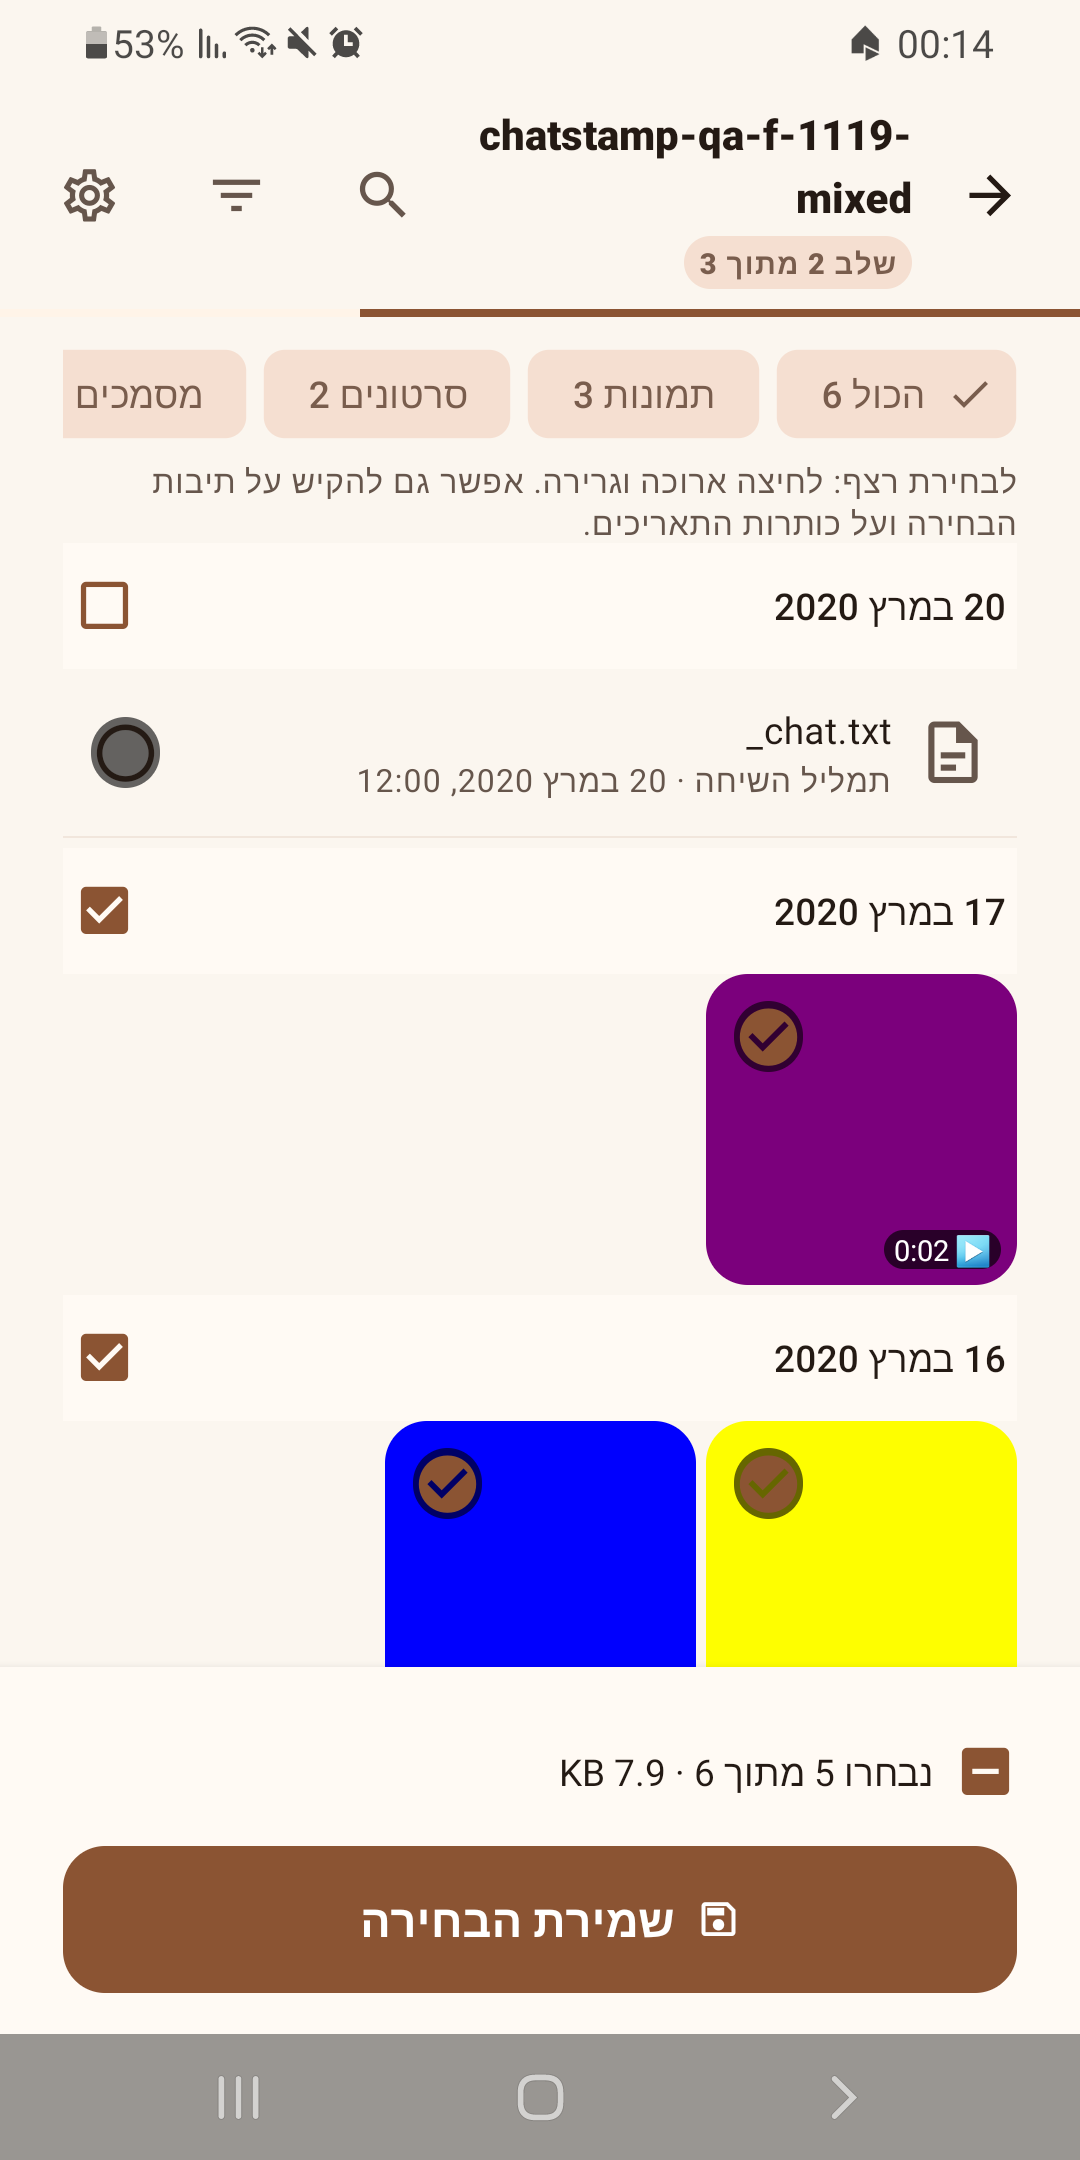 53%
00:14
chatstamp-qa-f-1119-
mixed
שלב 2 מתוך 3
הכול 6
תמונות 3
סרטונים 2
מסמכים
לבחירת רצף: לחיצה ארוכה וגרירה. אפשר גם להקיש על תיבות
הבחירה ועל כותרות התאריכים.
20 במרץ 2020
_chat.txt
תמליל השיחה · 20 במרץ 2020, 12:00
17 במרץ 2020
0:02
16 במרץ 2020
נבחרו 5 מתוך 6 · 7.9 KB
שמירת הבחירה